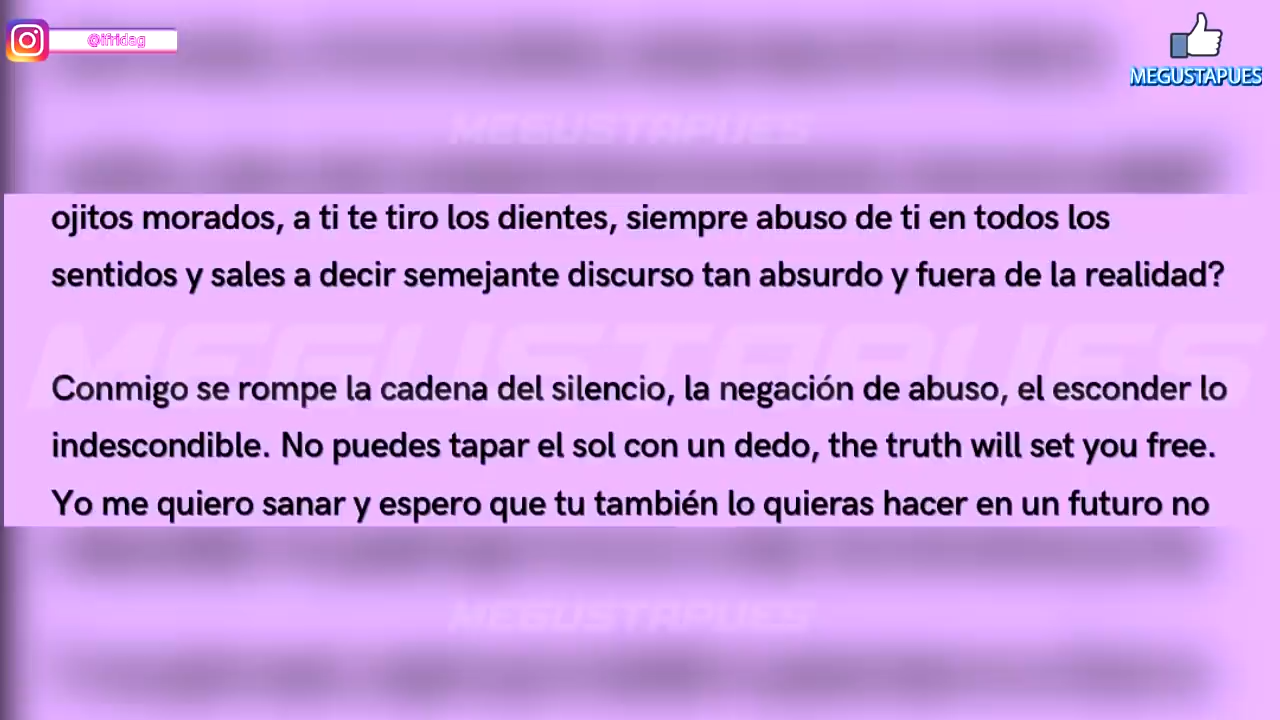 @ifridag
MEGUSTAPUES
MEGUSTAPUES
ojitos morados, a ti te tiro los dientes, siempre abuso de ti en todos los
sentidos y sales a decir semejante discurso tan absurdo y fuera de la realidad?
MEGUSTAPUES
Conmigo se rompe la cadena del silencio, la negación de abuso, el esconder lo
indescondible. No puedes tapar el sol con un dedo, the truth will set you free.
Yo me quiero sanar y espero que tu también lo quieras hacer en un futuro no
MEGUSTAPUES